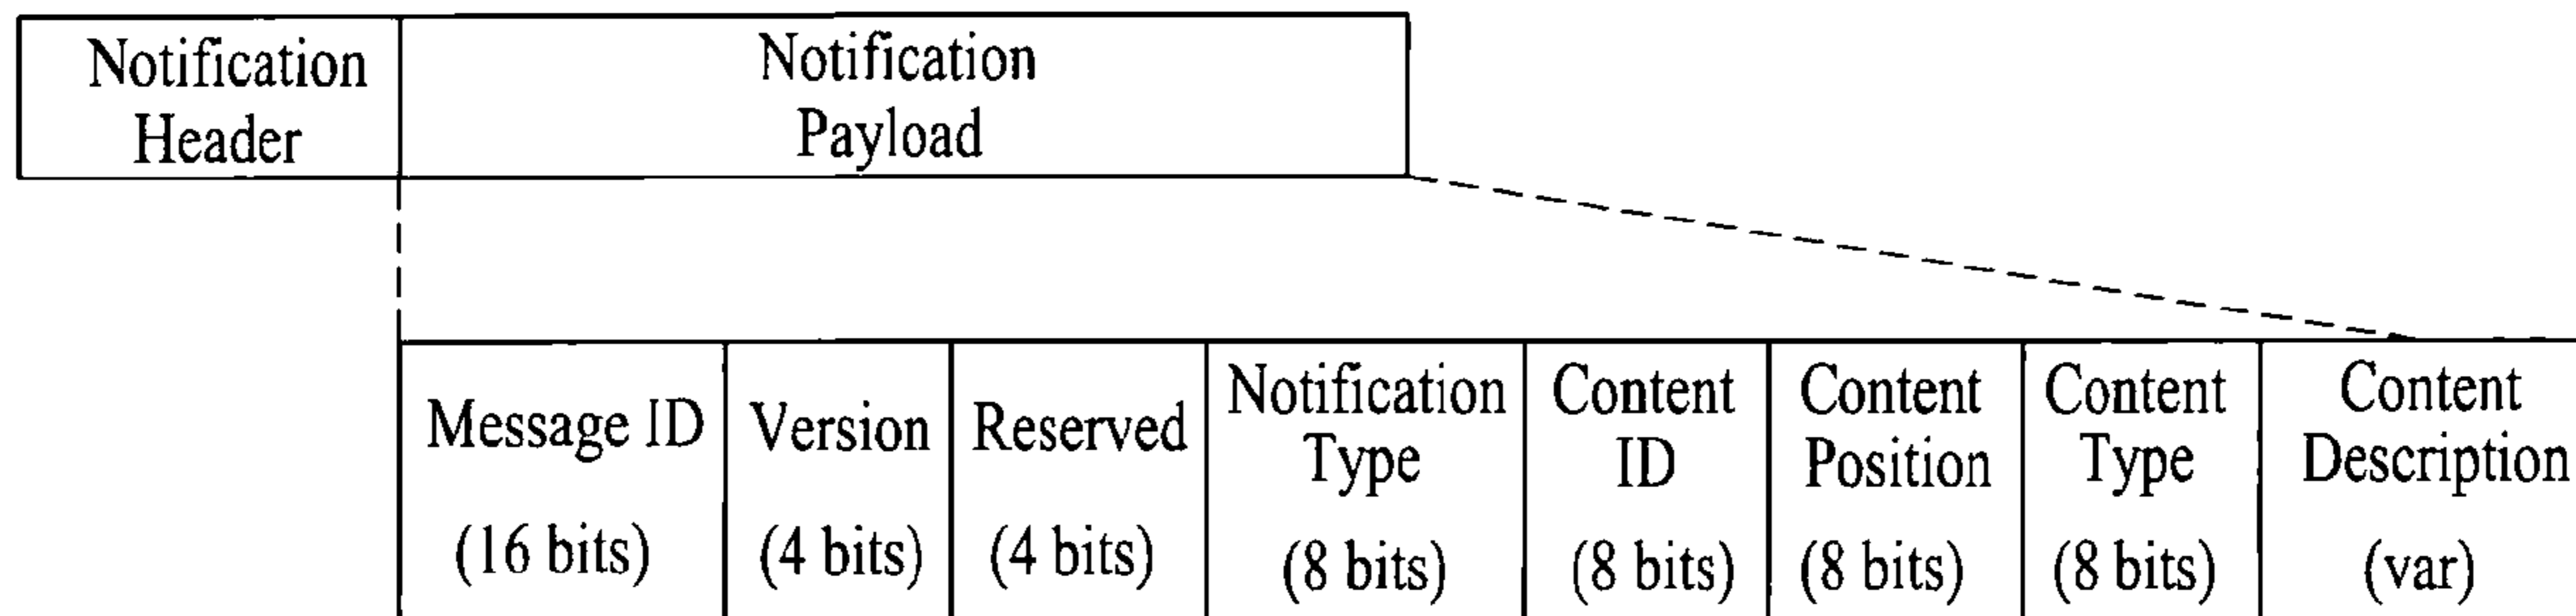 Notification
Header
Notification
Payload
Message ID
(16 bits)
Version
(4 bits)
Reserved
(4 bits)
Notification
Type
(8 bits)
Content
ID
(8 bits)
Content
Position
(8 bits)
Content
Type
(8 bits)
Content
Description
(var)